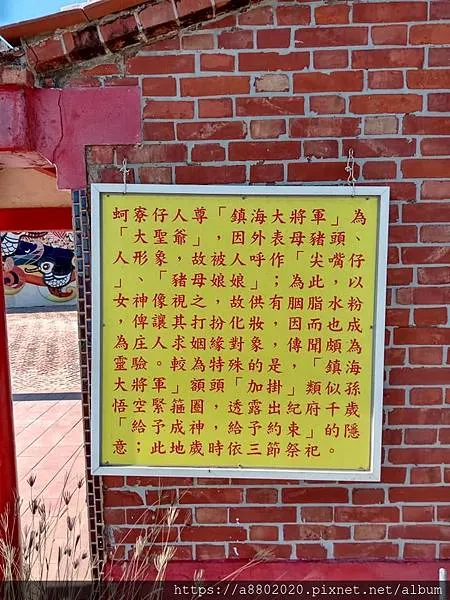 蚵寮仔人尊「鎮海大將軍」為
「大聖爺」，因外表母豬頭、
人形象，故被人呼作「尖嘴仔
」「豬母娘娘」；為此，以
女神像視之，故供有胭脂水粉
，俾讓其打扮化妝，因而也成
為庄人求姻緣對象，傳聞頗為
靈驗。較為特殊的是，「鎮海
大將軍」額頭「加掛」類似孫
悟空緊箍圈，透露出紀府千歲
「給予成神，給予約束」的隱
意；此地歲時依三節祭祀。
https://a8802020.pixnet.net/album